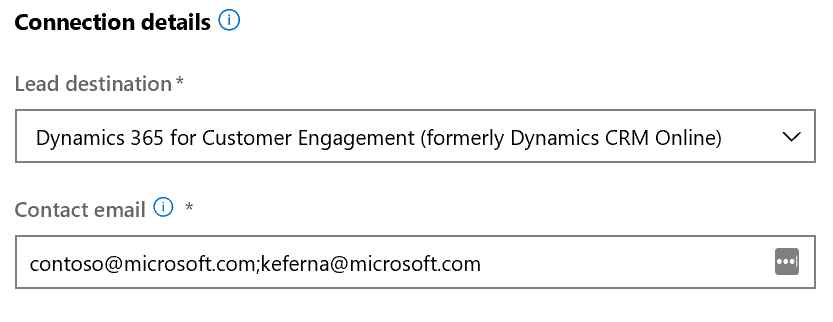 Connection details
Lead destination *
Dynamics 365 for Customer Engagement (formerly Dynamics CRM Online)
Contact email *
contoso@microsoft.com;keferna@microsoft.com